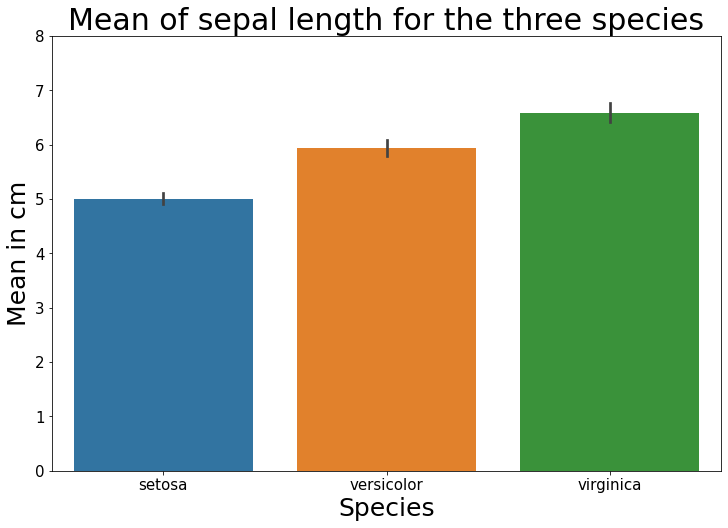 Mean of sepal length for the three species
8
7
6
5
4
3
2
1
0
Mean in cm
setosa versicolor virginica
Species